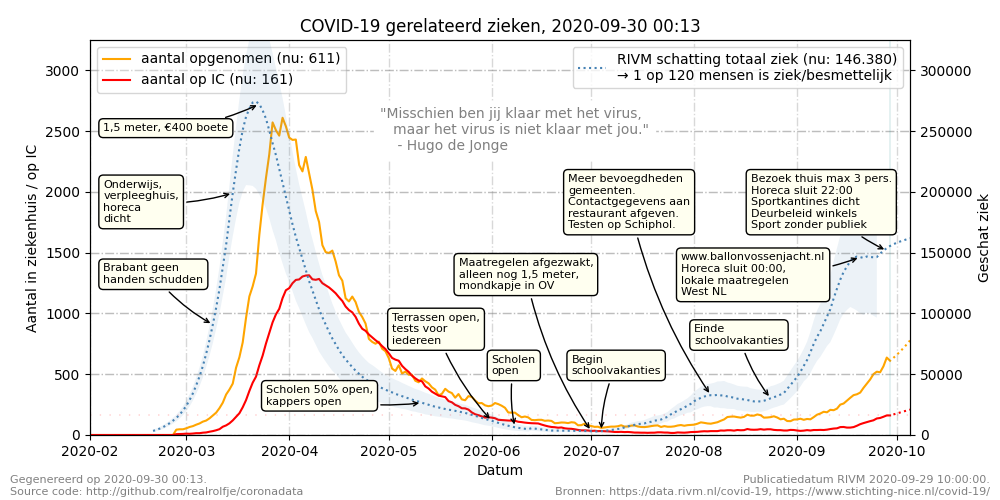 COVID-19 gerelateerd zieken, 2020-09-30 00:13
aantal opgenomen (nu: 611)
aantal op IC (nu: 161)
RIVM schatting totaal ziek (nu: 146.380)
→ 1 op 120 mensen is ziek/besmettelijk
"Misschien ben jij klaar met het virus,
maar het virus is niet klaar met jou."
- Hugo de Jonge
1,5 meter, €400 boete
Onderwijs,
verpleeghuis,
horeca
dicht
Brabant geen
handen schudden
Scholen 50% open,
kappers open
Terrassen open,
tests voor
iedereen
Maatregelen afgezwakt,
alleen nog 1,5 meter,
mondkapje in OV
Scholen
open
Begin
schoolvakanties
Meer bevoegdheden
gemeenten.
Contactgegevens aan
restaurant afgeven.
Testen op Schiphol.
Einde
schoolvakanties
www.ballonvossenjacht.nl
Horeca sluit 00:00,
lokale maatregelen
West NL
Bezoek thuis max 3 pers.
Horeca sluit 22:00
Sportkantines dicht
Deurbeleid winkels
Sport zonder publiek
Aantal in ziekenhuis / op IC
3000
2500
2000
1500
1000
500
0
Geschat ziek
300000
250000
200000
150000
100000
50000
0
2020-02
2020-03
2020-04
2020-05
2020-06
2020-07
2020-08
2020-09
2020-10
Datum
Gegenereerd op 2020-09-30 00:13.
Source code: http://github.com/realrolfje/coronadata
Publicatiedatum RIVM 2020-09-29 10:00:00.
Bronnen: https://data.rivm.nl/covid-19, https://www.stichting-nice.nl/covid-19/